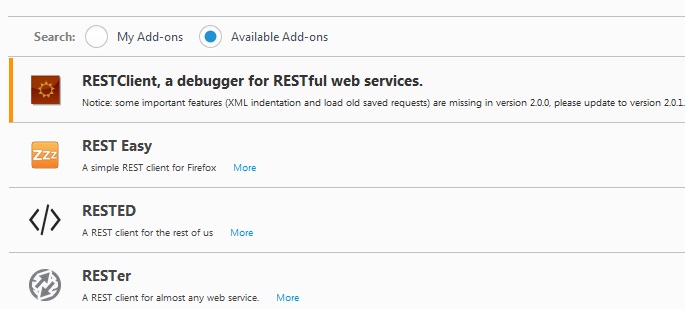 Search: My Add-ons Available Add-ons
RESTClient, a debugger for RESTful web services.
Notice: some important features (XML indentation and load old saved requests) are missing in version 2.0.0, please update to version 2.0.1.
ZZZ
REST Easy
A simple REST client for Firefox More
RESTED
A REST client for the rest of us More
</>
RESTer
A REST client for almost any web service. More